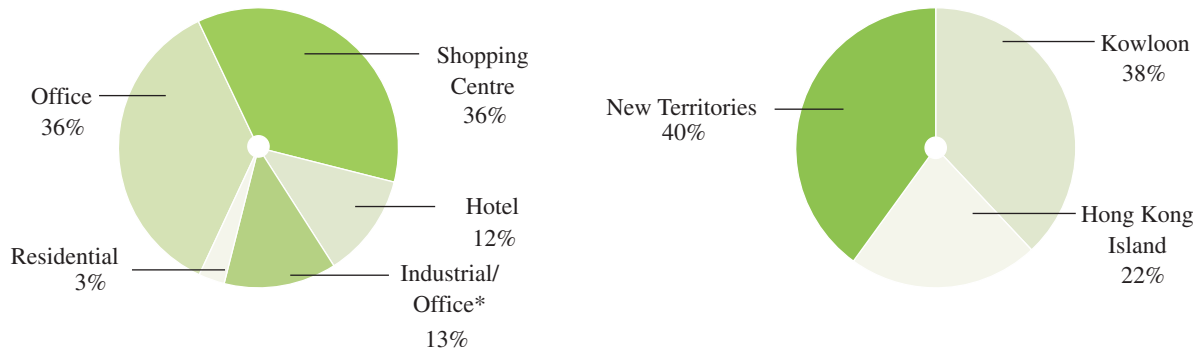 Shopping
Centre
36%
Office
36%
Hotel
12%
Residential
3%
Industrial/
Office*
13%
Kowloon
38%
New Territories
40%
Hong Kong
Island
22%